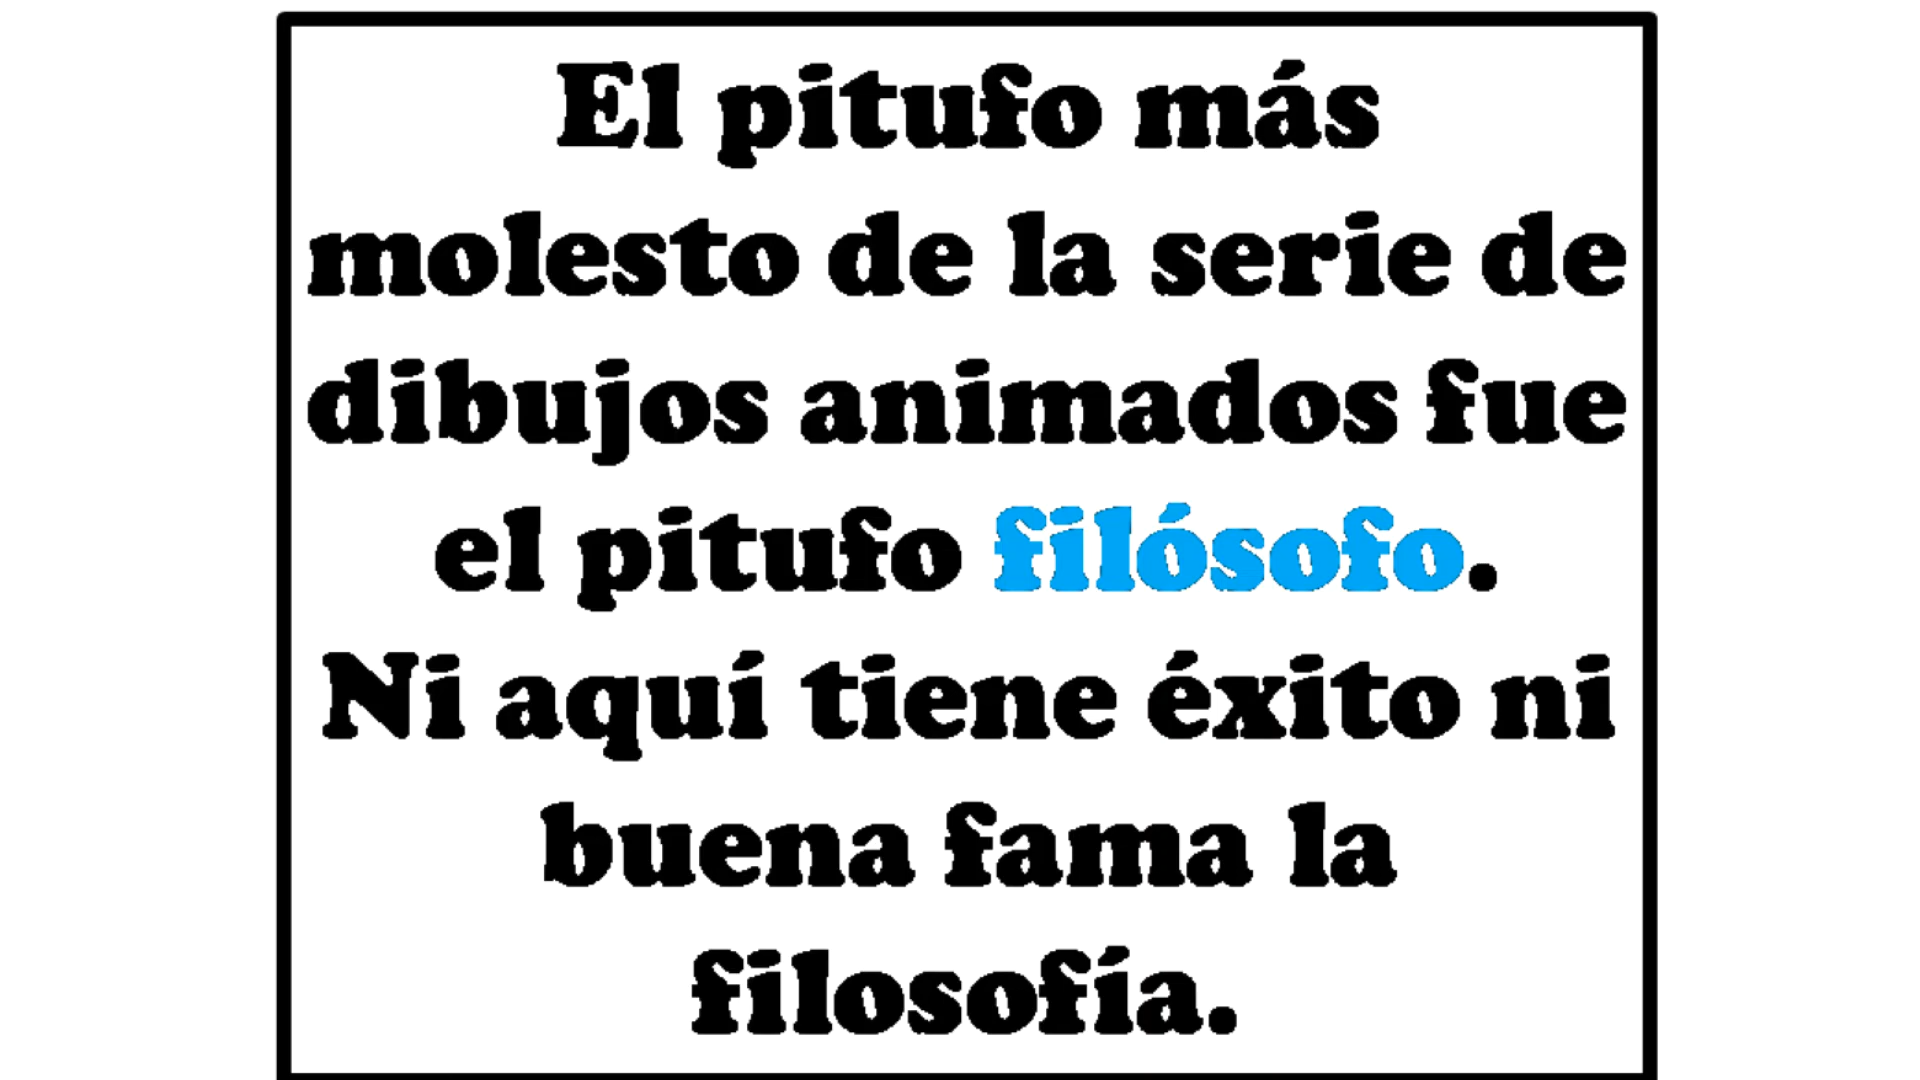 El pitufo más
molesto de la serie de
dibujos animados fue
el pitufo filósofo.
Ni aquí tiene éxito ni
buena fama la
filosofía.